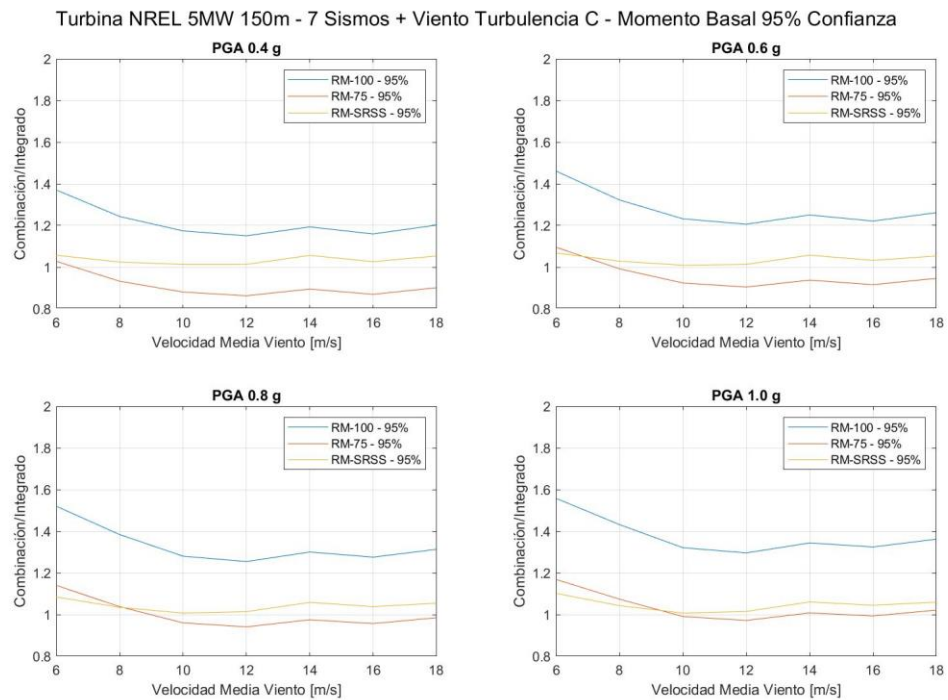 Turbina NREL 5MW 150m - 7 Sismos + Viento Turbulencia C - Momento Basal 95% Confianza
PGA 0.4 g
2
1.8
1.6
1.4
1.2
1
0.8
Combinación/Integrado
RM-100 - 95%
RM-75 - 95%
RM-SRSS - 95%
6 8 10 12 14 16 18
Velocidad Media Viento [m/s]
PGA 0.6 g
2
1.8
1.6
1.4
1.2
1
0.8
Combinación/Integrado
RM-100 - 95%
RM-75 - 95%
RM-SRSS - 95%
6 8 10 12 14 16 18
Velocidad Media Viento [m/s]
PGA 0.8 g
2
1.8
1.6
1.4
1.2
1
0.8
Combinación/Integrado
RM-100 - 95%
RM-75 - 95%
RM-SRSS - 95%
6 8 10 12 14 16 18
Velocidad Media Viento [m/s]
PGA 1.0 g
2
1.8
1.6
1.4
1.2
1
0.8
Combinación/Integrado
RM-100 - 95%
RM-75 - 95%
RM-SRSS - 95%
6 8 10 12 14 16 18
Velocidad Media Viento [m/s]